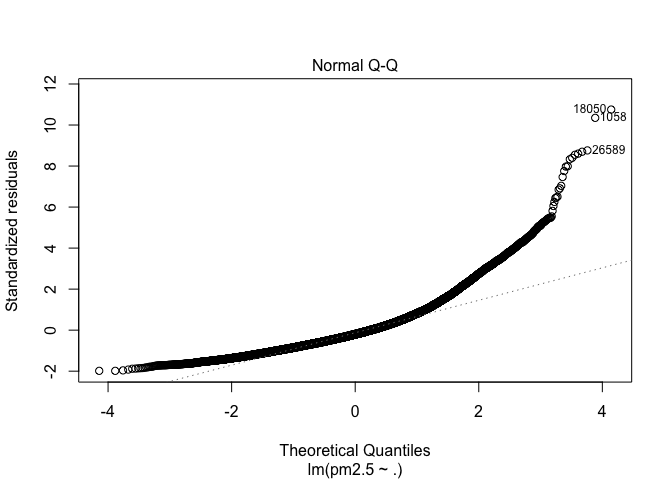 Normal Q-Q
Standardized residuals
12
10
8
6
4
2
0
-2
18050
1058
26589
-4 -2 0 2 4
Theoretical Quantiles
lm(pm2.5 ~ .)